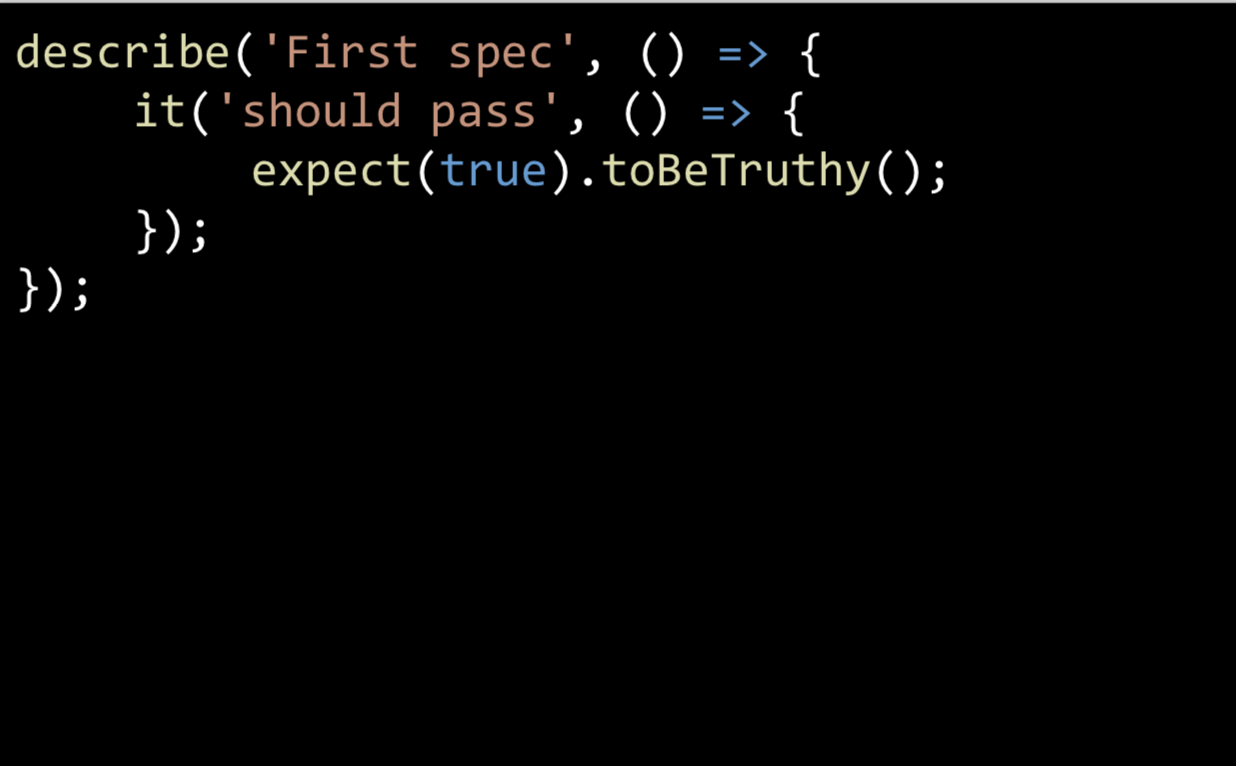 describe('First spec', () => {
    it('should pass', () => {
        expect(true).toBeTruthy();
    });
});